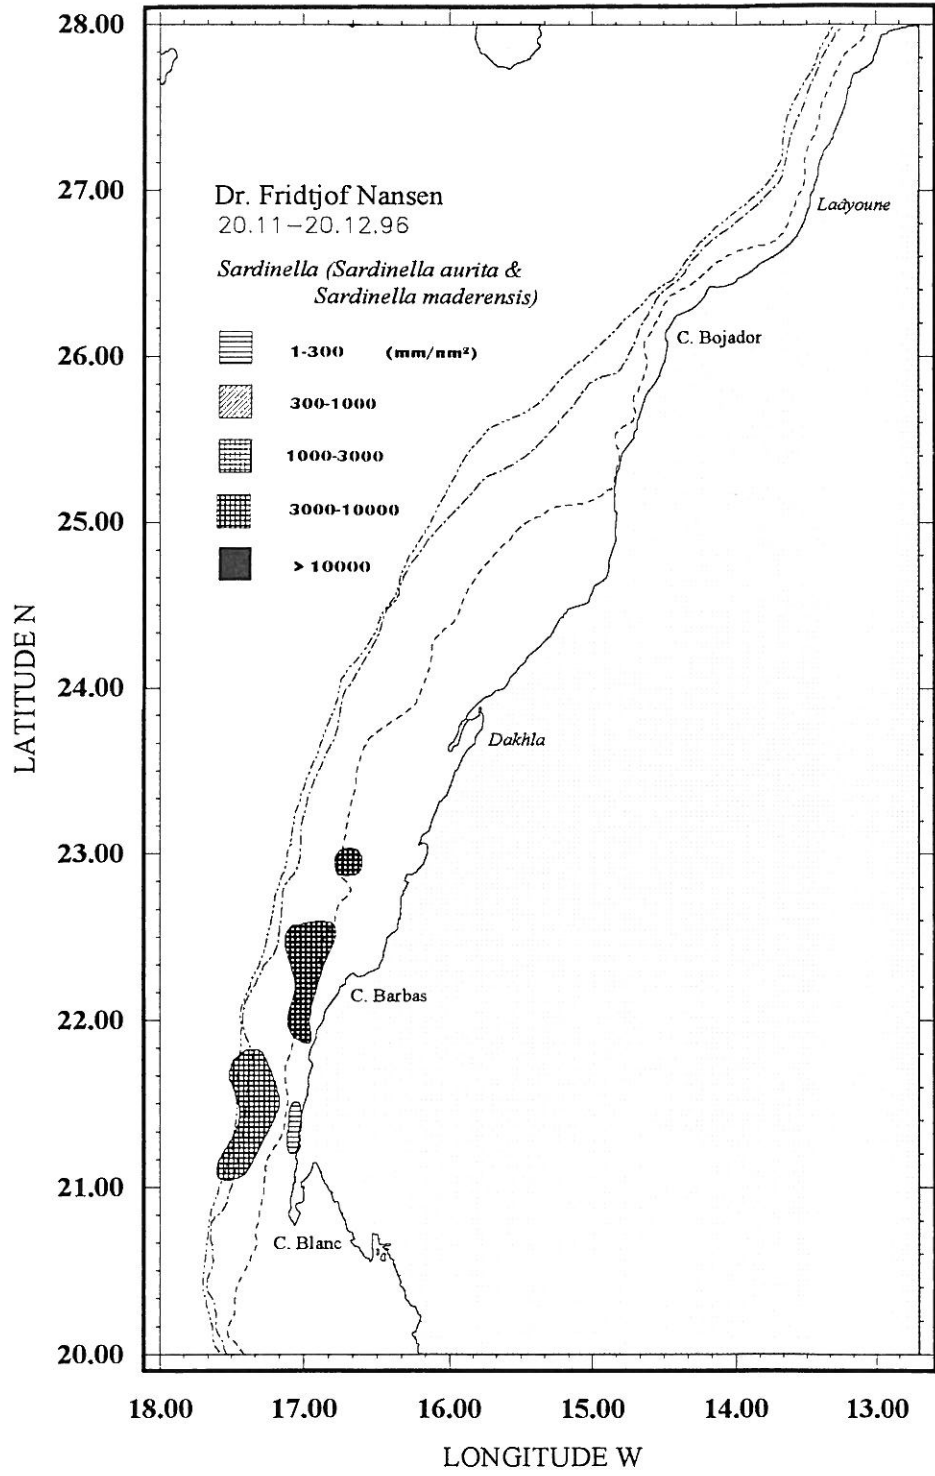 28.00
27.00
26.00
25.00
24.00
23.00
22.00
21.00
20.00
LATITUDE N
Dr. Fridtjof Nansen
20.11-20.12.96
Sardinella (Sardinella aurita &
Sardinella maderensis)
1-300 (mm/nm²)
300-1000
1000-3000
3000-10000
> 10000
Laâyoune
C. Bojador
Dakhla
C. Barbas
C. Blanc
18.00 17.00 16.00 15.00 14.00 13.00
LONGITUDE W